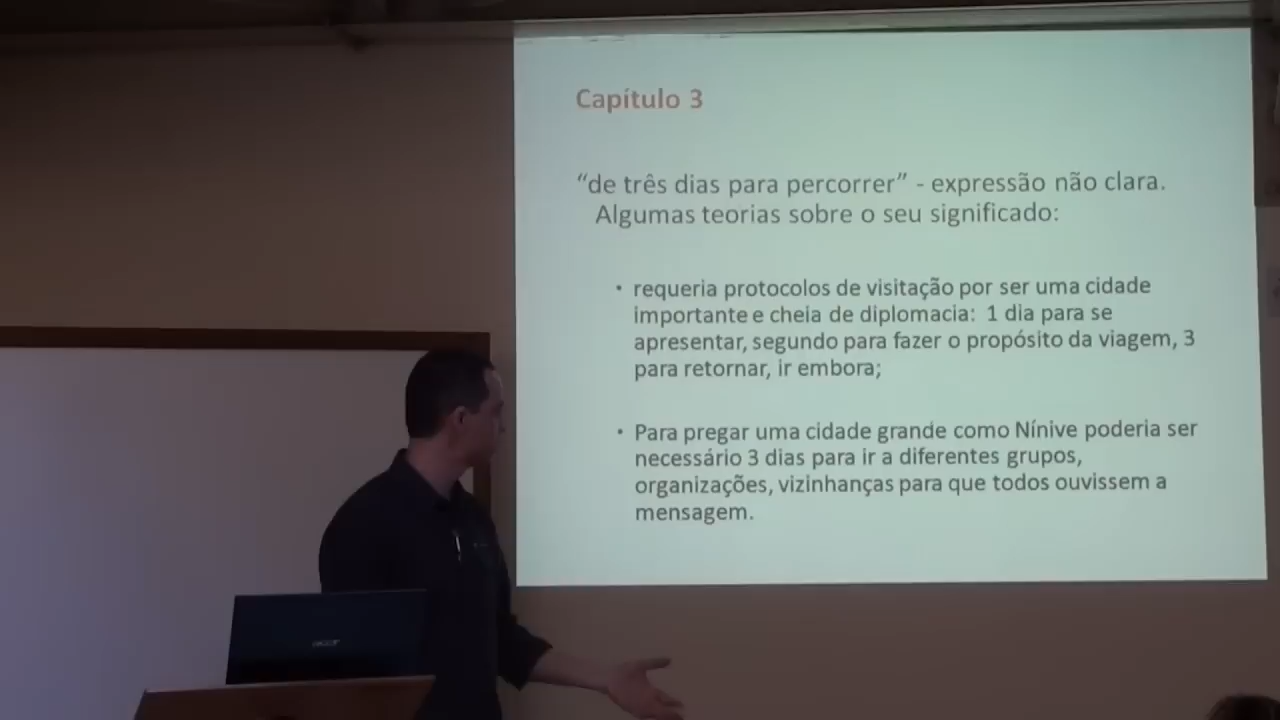 Capítulo 3
“de três dias para percorrer” - expressão não clara.
Algumas teorias sobre o seu significado:
• requeria protocolos de visitação por ser uma cidade
importante e cheia de diplomacia: 1 dia para se
apresentar, segundo para fazer o propósito da viagem, 3
para retornar, ir embora;
• Para pregar uma cidade grande como Nínive poderia ser
necessário 3 dias para ir a diferentes grupos,
organizações, vizinhanças para que todos ouvissem a
mensagem.
acer